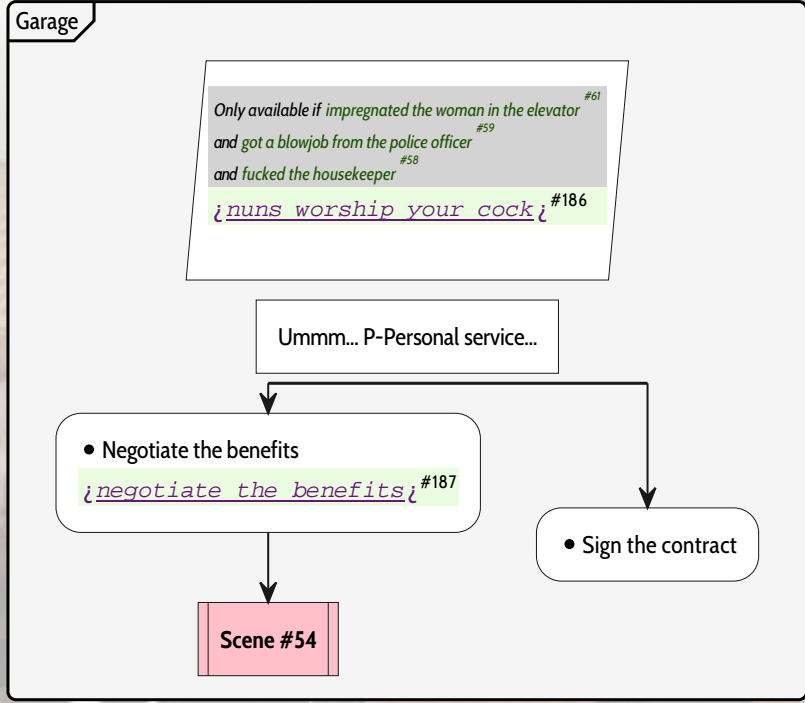 Garage
Only available if impregnated the woman in the elevator #61
and got a blowjob from the police officer #59
and fucked the housekeeper #58
¿nuns worship your cock¿ #186
Ummm... P-Personal service...
• Negotiate the benefits
¿negotiate the benefits¿ #187
• Sign the contract
Scene #54